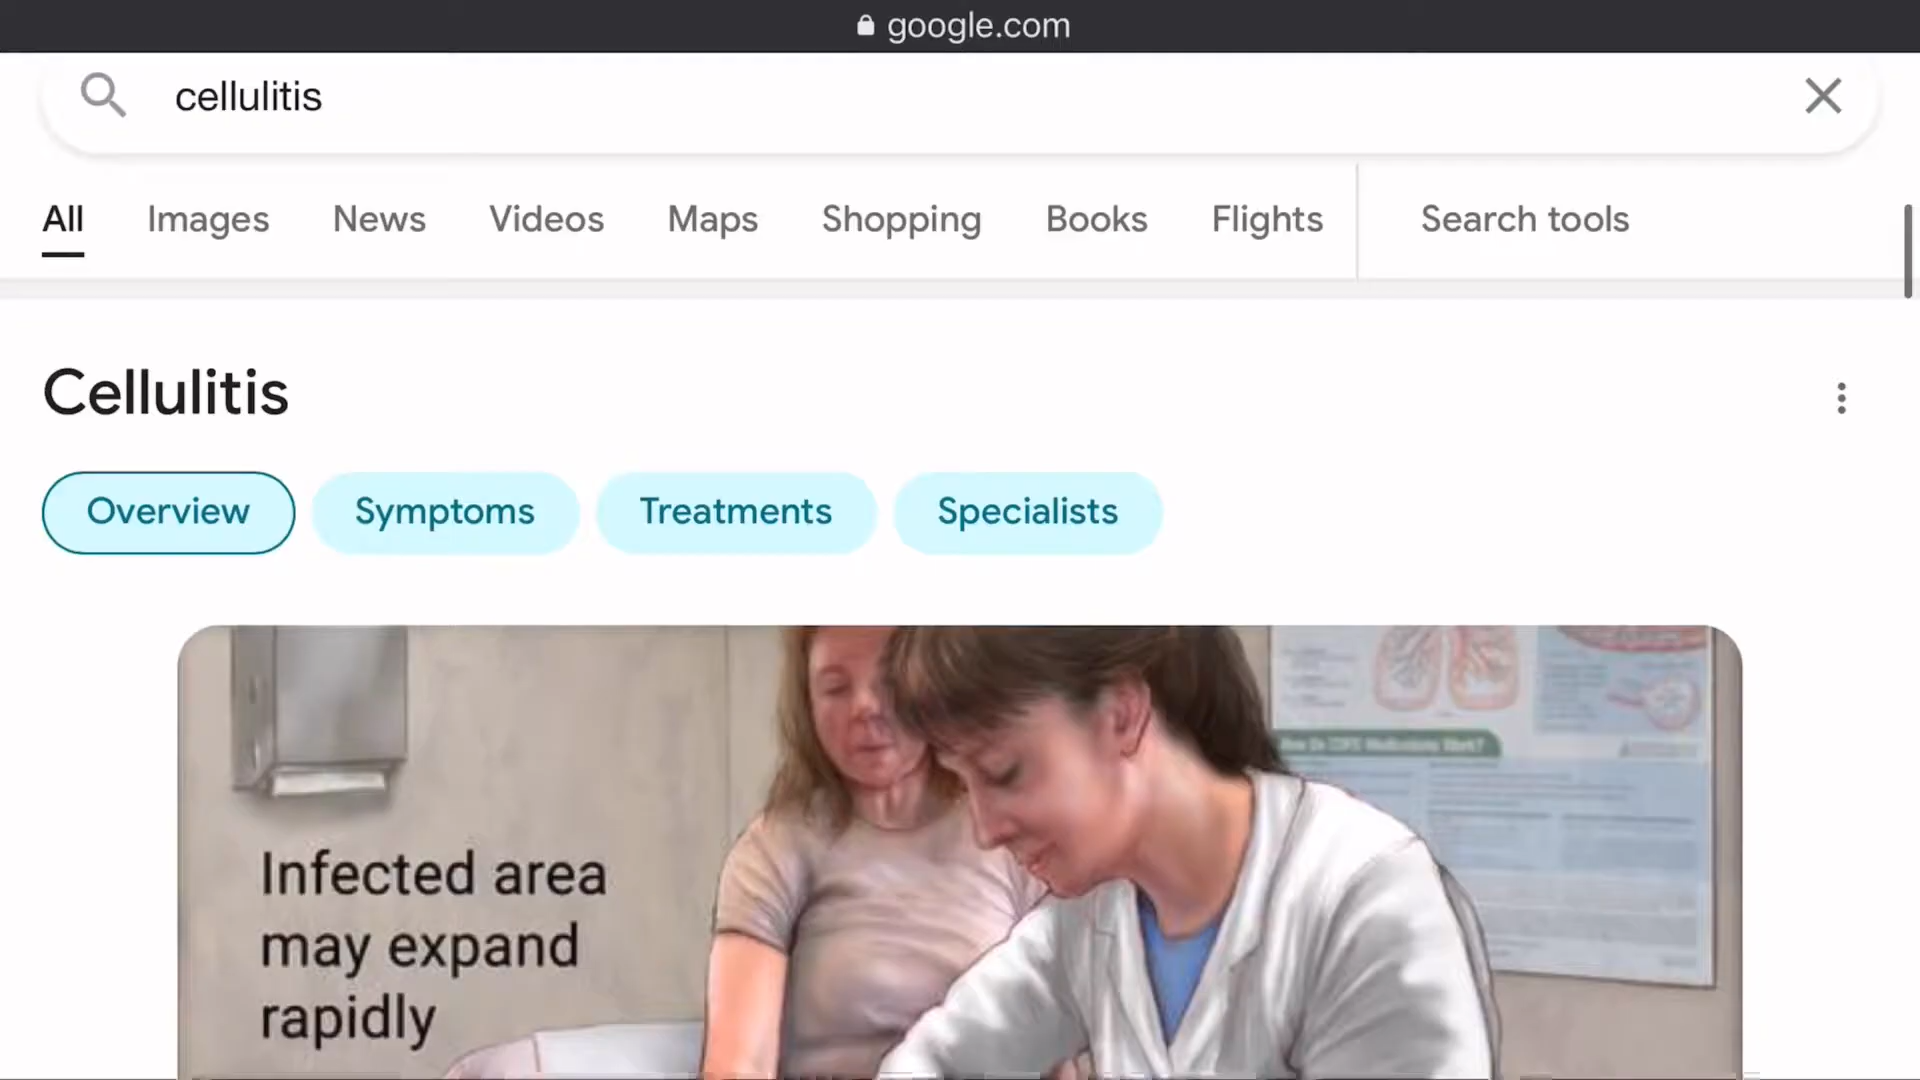 google.com
cellulitis
All Images News Videos Maps Shopping Books Flights Search tools
Cellulitis
Overview Symptoms Treatments Specialists
Infected area
may expand
rapidly